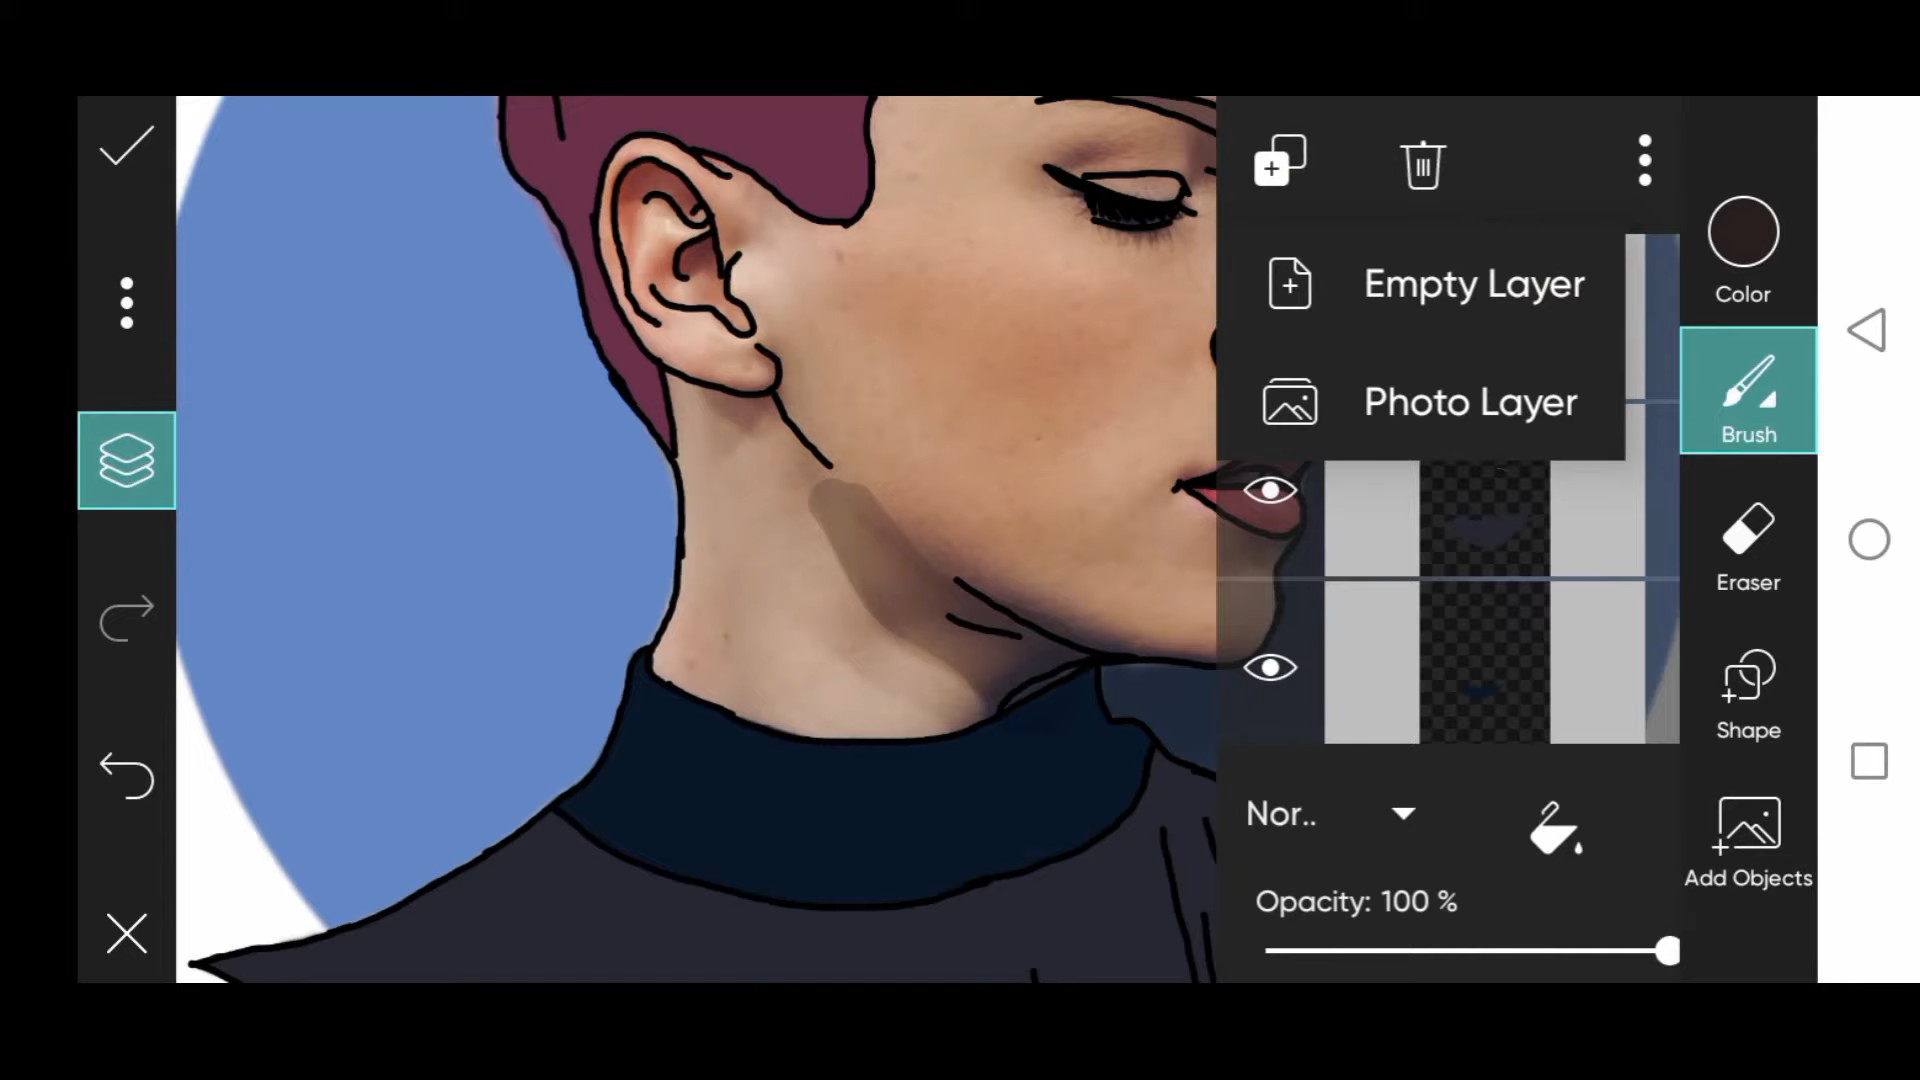 Empty Layer
Photo Layer
Nor..
Opacity: 100 %
Color
Brush
Eraser
Shape
Add Objects